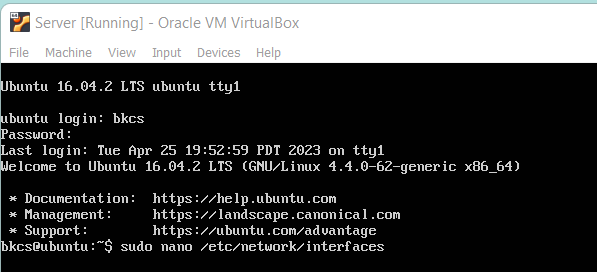 Server [Running] - Oracle VM VirtualBox
File Machine View Input Devices Help
Ubuntu 16.04.2 LTS ubuntu tty1
ubuntu login: bkcs
Password:
Last login: Tue Apr 25 19:52:59 PDT 2023 on tty1
Welcome to Ubuntu 16.04.2 LTS (GNU/Linux 4.4.0-62-generic x86_64)
* Documentation: https://help.ubuntu.com
* Management: https://landscape.canonical.com
* Support: https://ubuntu.com/advantage
bkcs@ubuntu:~$ sudo nano /etc/network/interfaces